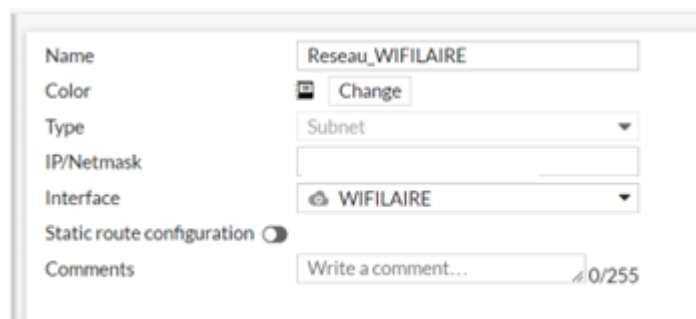 Name Reseau_WIFILAIRE
Color Change
Type Subnet
IP/Netmask
Interface WIFILAIRE
Static route configuration
Comments Write a comment... 0/255